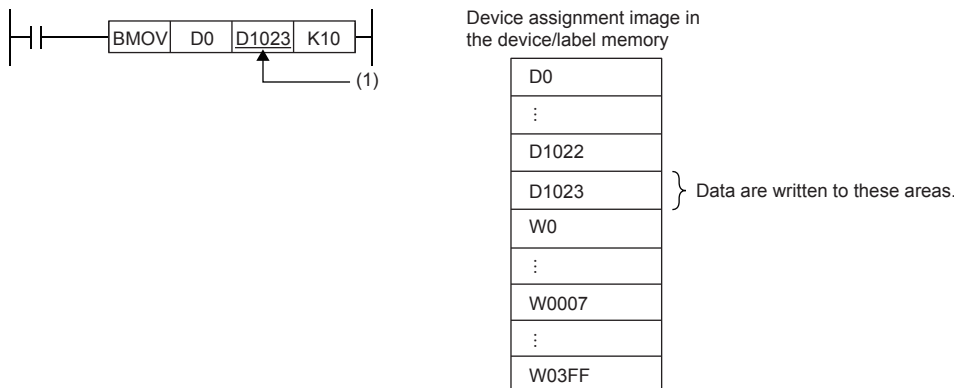 BMOV D0 D1023 K10
(1)
Device assignment image in
the device/label memory
D0
⋮
D1022
D1023
Data are written to these areas.
W0
⋮
W0007
⋮
W03FF